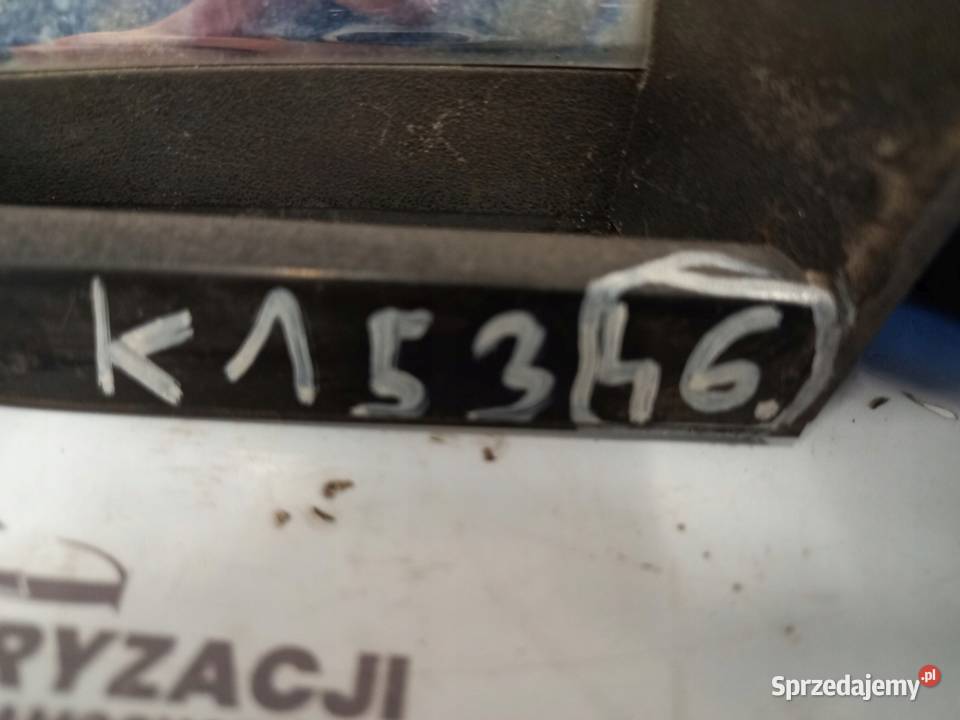 K15346.
RYZACJI
Sprzedajemy.pl